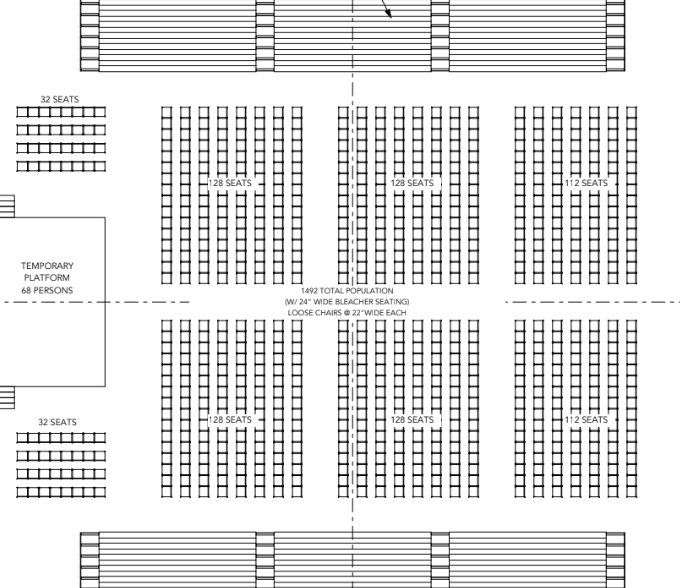 32 SEATS
128 SEATS
128 SEATS
112 SEATS
TEMPORARY
PLATFORM
68 PERSONS
1492 TOTAL POPULATION
(W/ 24" WIDE BLEACHER SEATING)
LOOSE CHAIRS @ 22"WIDE EACH
32 SEATS
128 SEATS
128 SEATS
112 SEATS